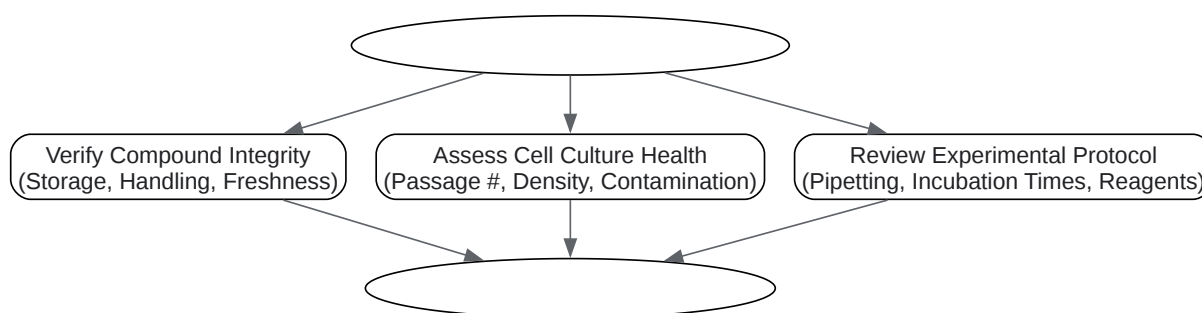 Verify Compound Integrity
(Storage, Handling, Freshness)
Assess Cell Culture Health
(Passage #, Density, Contamination)
Review Experimental Protocol
(Pipetting, Incubation Times, Reagents)